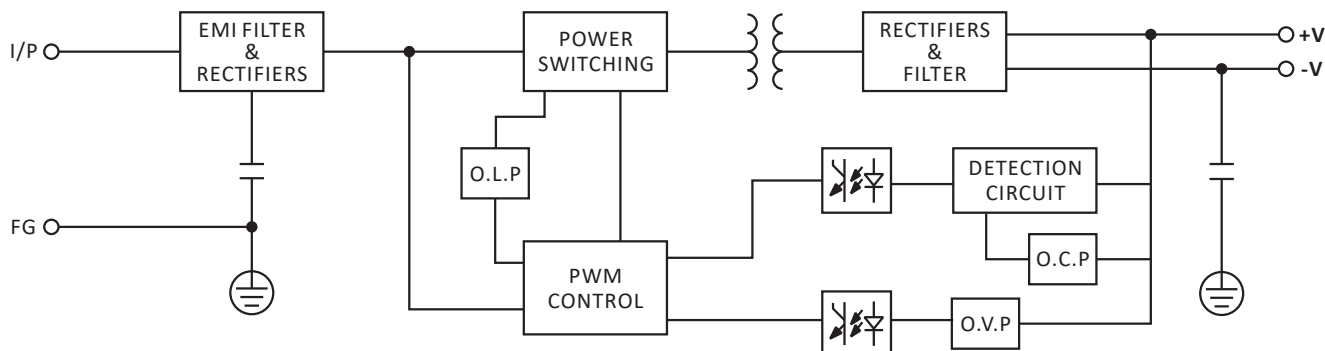 I/P
EMI FILTER
&
RECTIFIERS
POWER
SWITCHING
RECTIFIERS
&
FILTER
+V
-V
O.L.P
DETECTION
CIRCUIT
FG
PWM
CONTROL
O.C.P
O.V.P